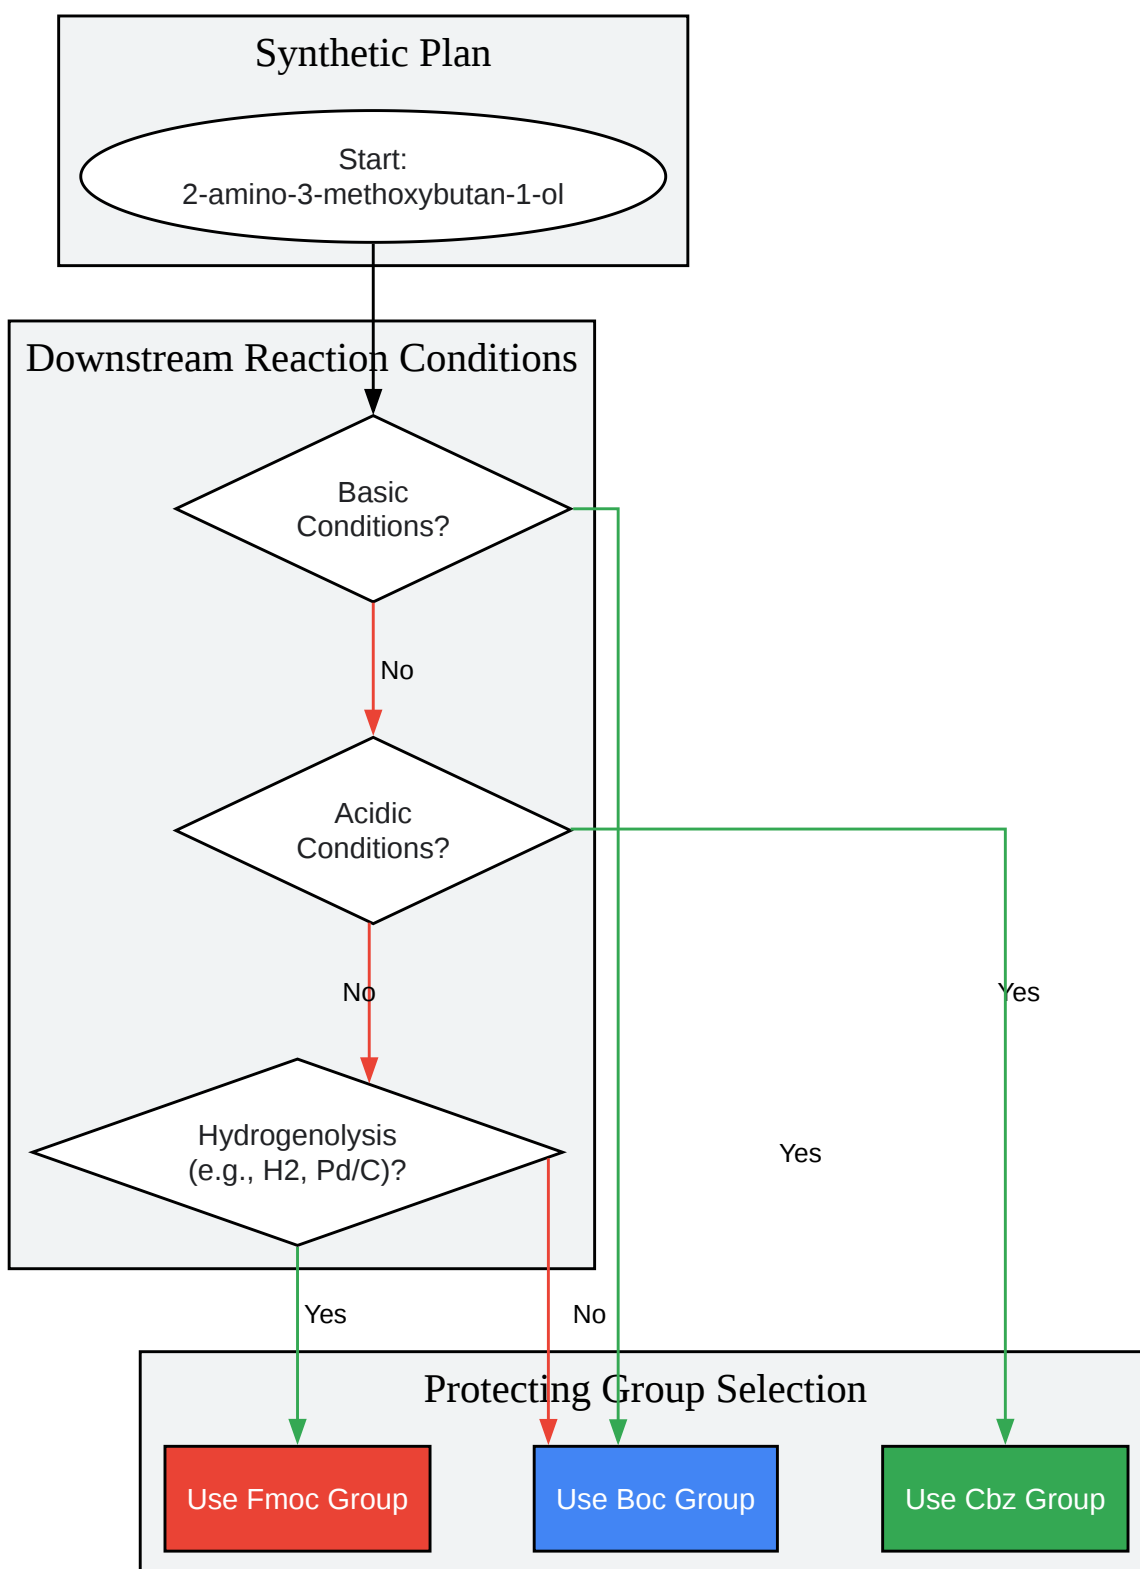 Synthetic Plan
Start:
2-amino-3-methoxybutan-1-ol
Downstream Reaction Conditions
Basic
Conditions?
No
Acidic
Conditions?
No
Yes
Hydrogenolysis
(e.g., H2, Pd/C)?
Yes
Yes
No
Protecting Group Selection
Use Fmoc Group
Use Boc Group
Use Cbz Group